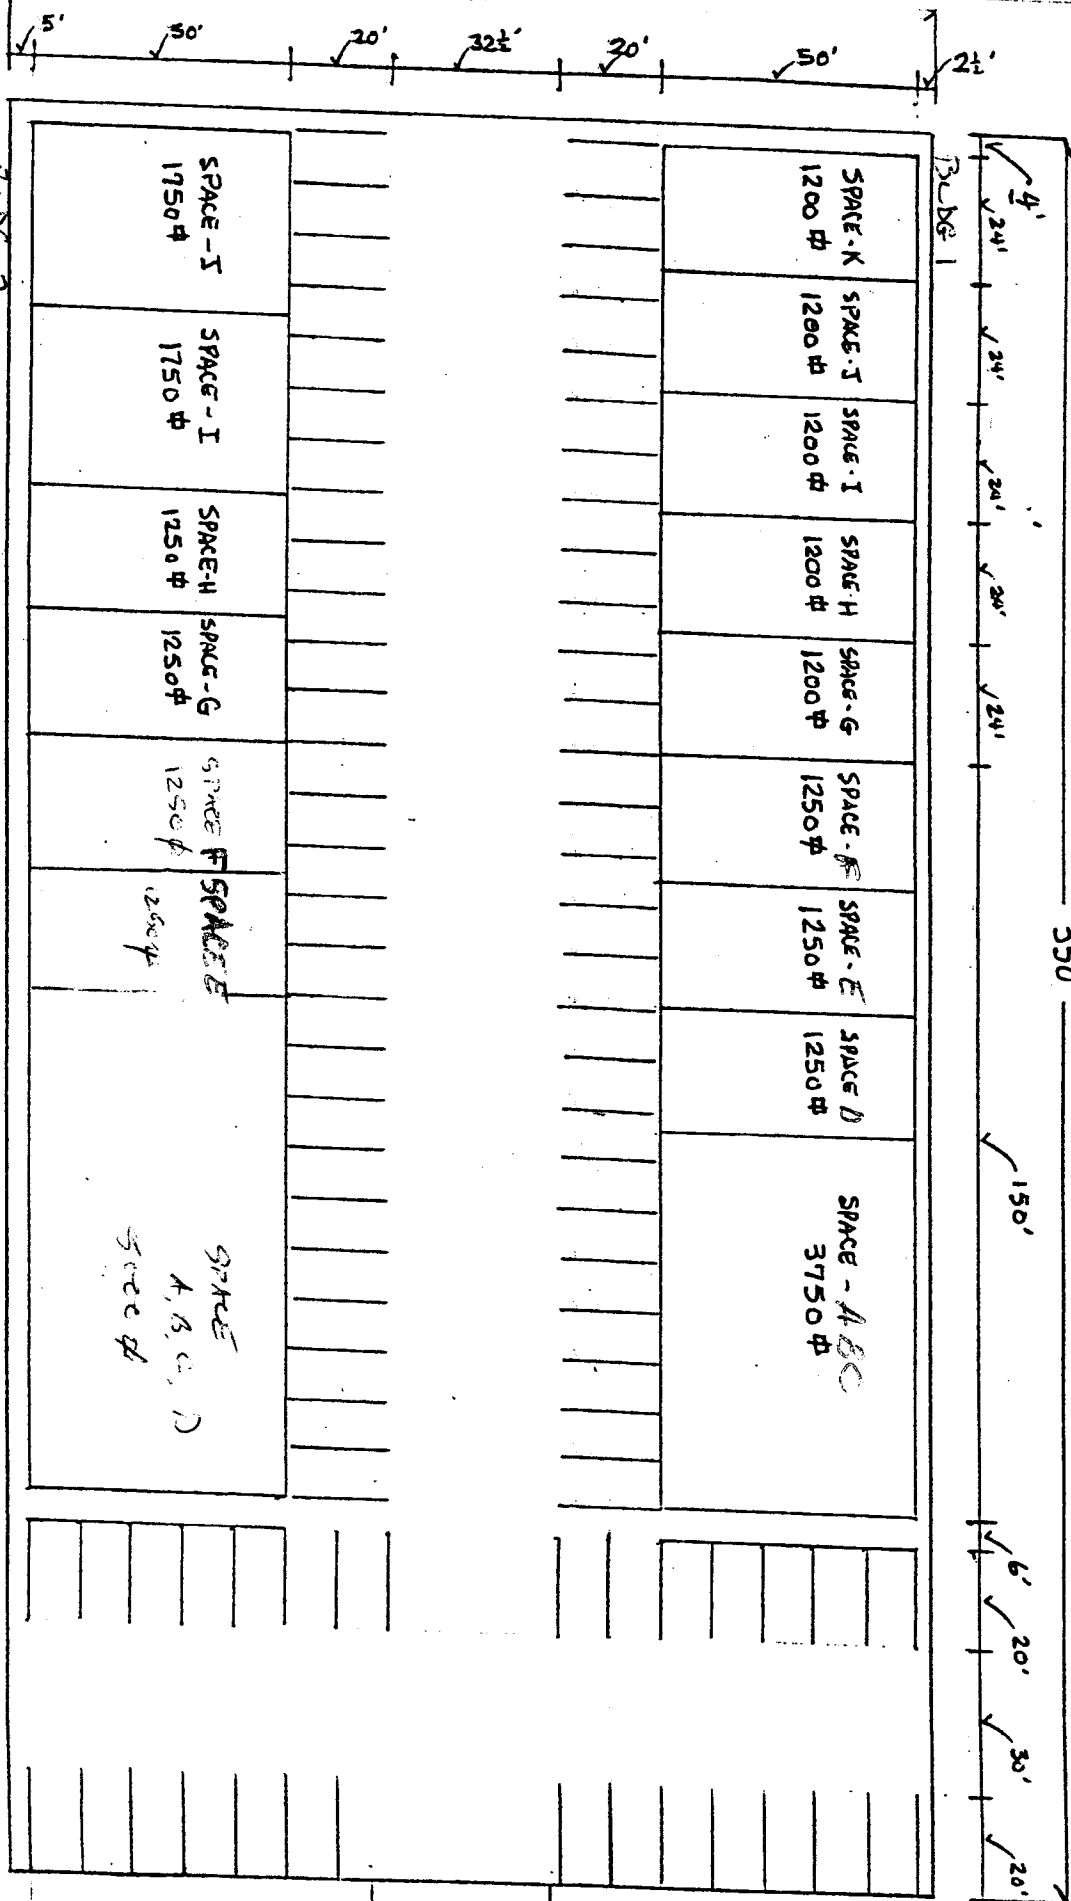 5'
50'
20'
32½'
20'
50'
2½'
BLDG 1
4'
24'
24'
24'
24'
24'
150'
6'
20'
30'
20'
SPACE-K
1200 ⌷
SPACE-J
1200 ⌷
SPACE-I
1200 ⌷
SPACE-H
1200 ⌷
SPACE-G
1200 ⌷
SPACE-F
1250 ⌷
SPACE-E
1250 ⌷
SPACE D
1250 ⌷
SPACE - ABC
3750 ⌷
SPACE-J
1750 ⌷
SPACE-I
1750 ⌷
SPACE-H
1250 ⌷
SPACE-G
1250 ⌷
SPACE F
1250 ⌷
SPACE E
1250 ⌷
SPACE
A, B, C, D